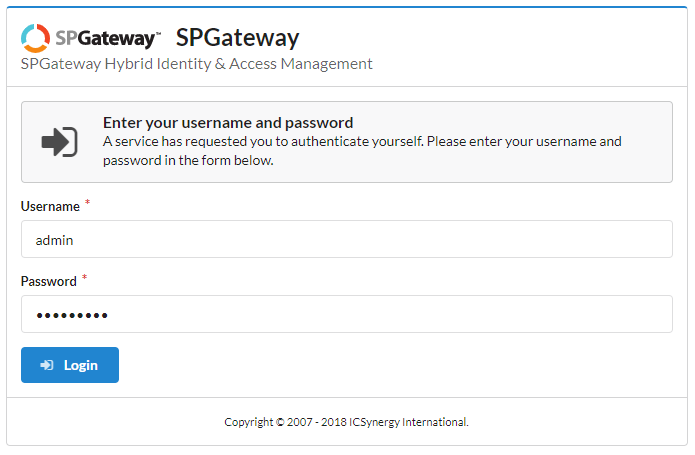 SPGateway™ SPGateway
SPGateway Hybrid Identity & Access Management
Enter your username and password
A service has requested you to authenticate yourself. Please enter your username and
password in the form below.
Username *
admin
Password *
•••••••••
Login
Copyright © 2007 - 2018 ICSynergy International.